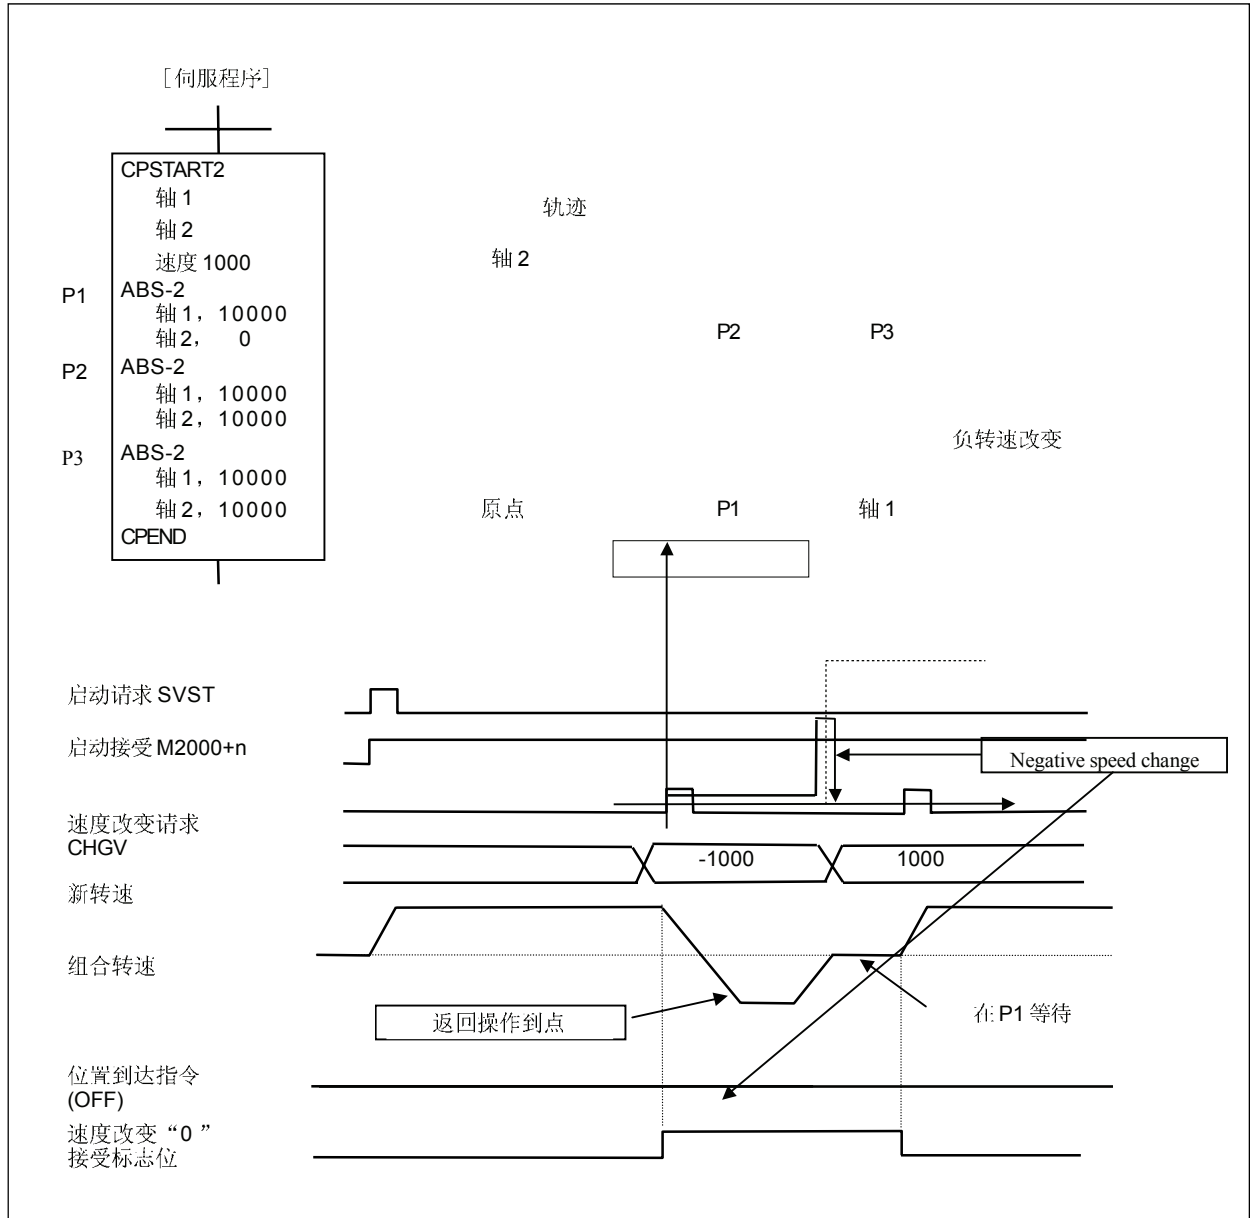 [伺服程序]
CPSTART2
轴 1
轴 2
速度 1000
P1 ABS-2
轴 1, 10000
轴 2, 0
P2 ABS-2
轴 1, 10000
轴 2, 10000
P3 ABS-2
轴 1, 10000
轴 2, 10000
CPEND
轨迹
轴 2
P2 P3
负转速改变
原点 P1 轴 1
启动请求 SVST
启动接受 M2000+n
Negative speed change
速度改变请求
CHGV
-1000 1000
新转速
组合转速
返回操作到点
在 P1 等待
位置到达指令
(OFF)
速度改变“0 ”
接受标志位